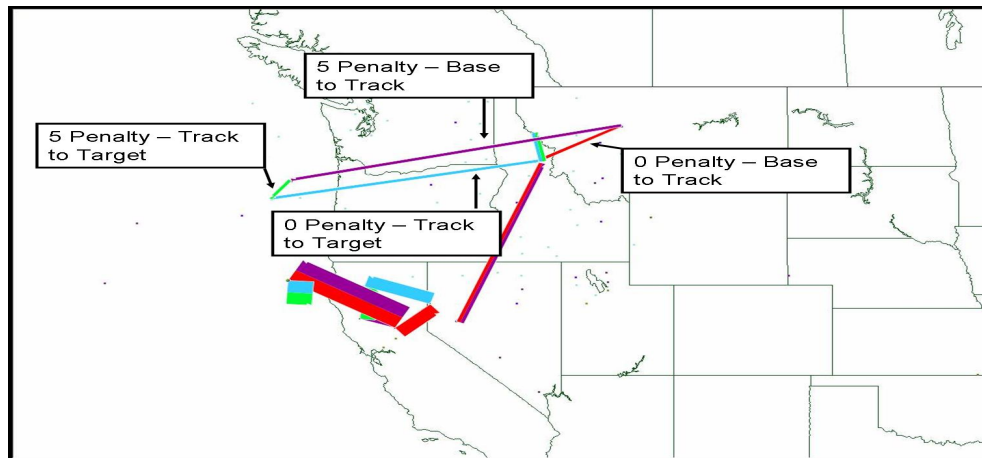 5 Penalty – Base
to Track
5 Penalty – Track
to Target
0 Penalty – Base
to Track
0 Penalty – Track
to Target